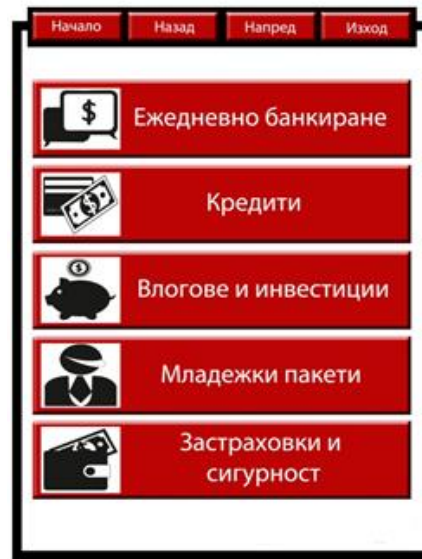 Начало Назад Напред Изход
$
Ежедневно банкиране
$
Кредити
$
Влогове и инвестиции
Младежки пакети
Застраховки и
сигурност